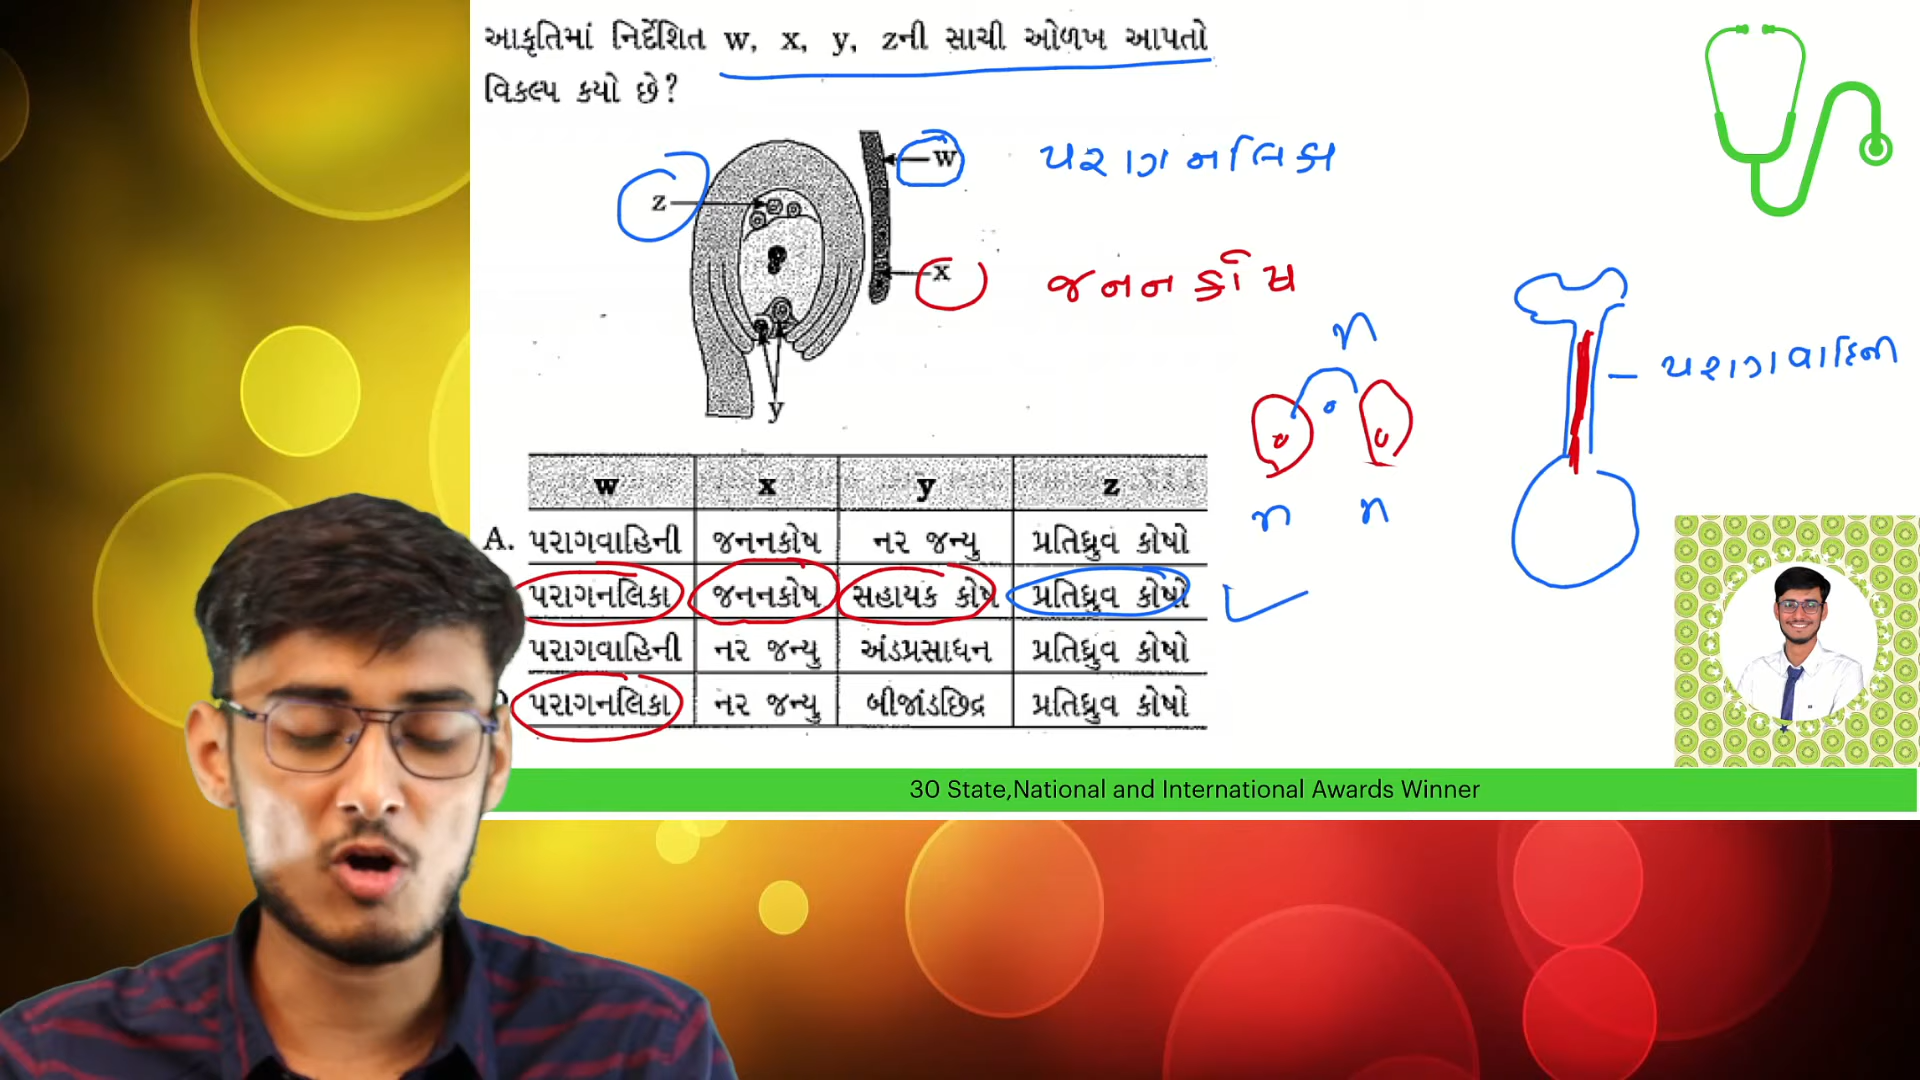 આકૃતિમાં નિર્દેશિત w, x, y, zની સાચી ઓળખ આપતો
વિકલ્પ કયો છે?
w
પરાગનલિકા
z
x
જનનકોષ
y
n
પરાગવાહિની
n
n
w x y z
A. પરાગવાહિની જનનકોષ નર જન્યુ પ્રતિધ્રુવ કોષો
પરાગનલિકા જનનકોષ સહાયક કોષ પ્રતિધ્રુવ કોષો
પરાગવાહિની નર જન્યુ અંડપ્રસાધન પ્રતિધ્રુવ કોષો
પરાગનલિકા નર જન્યુ બીજાંડછિદ્ર પ્રતિધ્રુવ કોષો
30 State,National and International Awards Winner